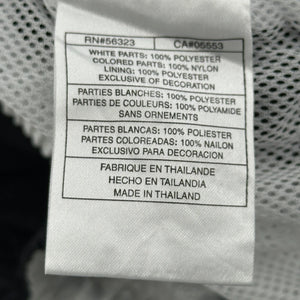 RN#56323 CA#05553
WHITE PARTS: 100% POLYESTER
COLORED PARTS: 100% NYLON
LINING: 100% POLYESTER
EXCLUSIVE OF DECORATION
PARTIES BLANCHES: 100% POLYESTER
PARTIES DE COULEURS: 100% POLYAMIDE
SANS ORNEMENTS
PARTES BLANCAS: 100% POLIESTER
PARTES COLOREADAS: 100% NAILON
EXCLUSIVO PARA DECORACION
FABRIQUE EN THAILANDE
HECHO EN TAILANDIA
MADE IN THAILAND